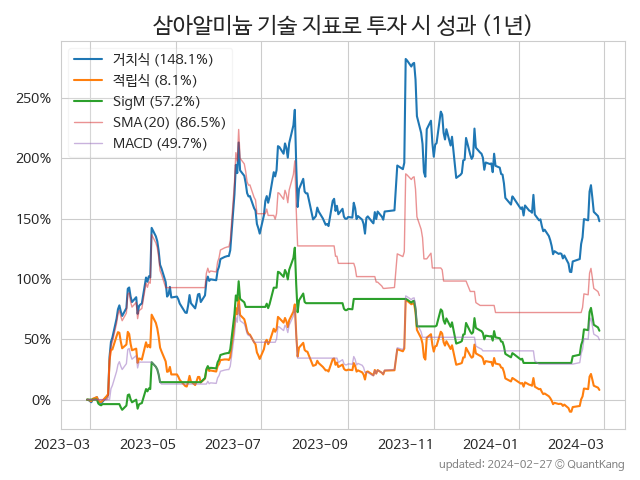 삼아알미늄 기술 지표로 투자 시 성과 (1년)
거치식 (148.1%)
적립식 (8.1%)
SigM (57.2%)
SMA(20) (86.5%)
MACD (49.7%)
250%
200%
150%
100%
50%
0%
2023-03 2023-05 2023-07 2023-09 2023-11 2024-01 2024-03
updated: 2024-02-27 © QuantKang